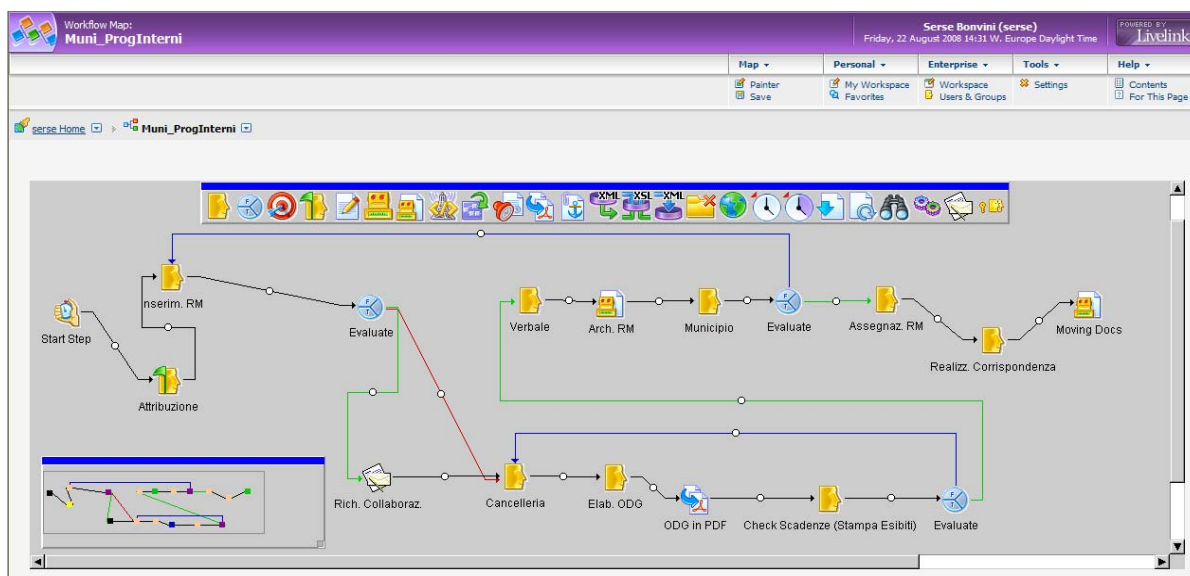 Workflow Map:
Muni_ProgInterni
Serse Bonvini (serse)
Friday, 22 August 2008 14:31 W. Europe Daylight Time
POWERED BY
Livelink
Map
Personal
Enterprise
Tools
Help
Painter
My Workspace
Workspace
Settings
Contents
Save
Favorites
Users & Groups
For This Page
serse Home
Muni_ProgInterni
XML XSL XML
nserim. RM
Start Step
Evaluate
Attribuzione
Verbale
Arch. RM
Municipio
Evaluate
Assegnaz. RM
Moving Docs
Realizz. Corrispondenza
Rich. Collaboraz.
Cancelleria
Elab. ODG
ODG in PDF
Check Scadenze (Stampa Esibiti)
Evaluate